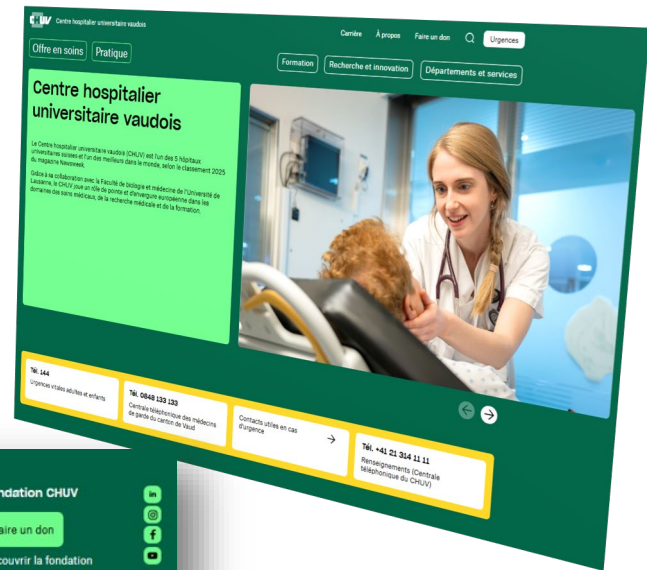 CHUV Centre hospitalier universitaire vaudois
Carrière À propos Faire un don Urgences
Offre en soins Pratique
Formation Recherche et innovation Départements et services
Centre hospitalier
universitaire vaudois
Le Centre hospitalier universitaire vaudois (CHUV) est l'un des 5 hôpitaux
universitaires suisses et l'un des meilleurs dans le monde, selon le classement 2025
du magazine Newsweek.
Grâce à sa collaboration avec la Faculté de biologie et médecine de l'Université de
Lausanne, le CHUV joue un rôle de pointe et d'envergure européenne dans les
domaines des soins médicaux, de la recherche médicale et de la formation.
Tél. 144
Urgences vitales adultes et enfants
Tél. 0848 133 133
Centrale téléphonique des médecins
de garde du canton de Vaud
Contacts utiles en cas
d'urgence
Tél. +41 21 314 11 11
Renseignements (Centrale
téléphonique du CHUV)
ndation CHUV
aire un don
couvrir la fondation
in
f